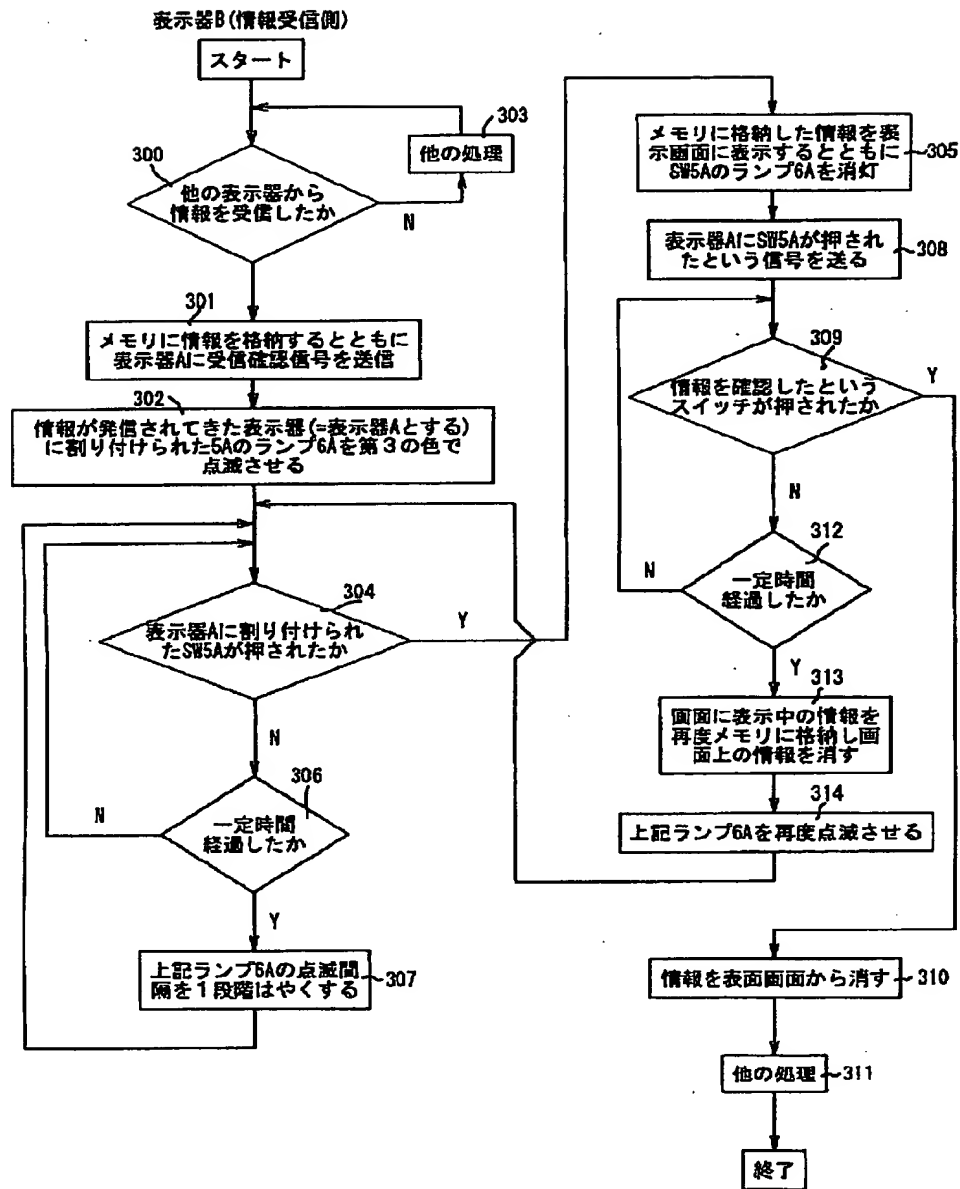 表示器B(情報受信側)
スタート
303
他の処理
300
他の表示器から
情報を受信したか
N
301
メモリに情報を格納するとともに
表示器Aに受信確認信号を送信
302
情報が発信されてきた表示器(=表示器Aとする)
に割り付けられた5Aのランプ6Aを第3の色で
点滅させる
304
表示器Aに割り付けられ
たSW5Aが押されたか
Y
N
306
一定時間
経過したか
N
Y
上記ランプ6Aの点滅間
隔を1段階はやくする
307
メモリに格納した情報を表
示画面に表示するとともに
SW5Aのランプ6Aを消灯
305
表示器AにSW5Aが押され
たという信号を送る
308
309
情報を確認したという
スイッチが押されたか
Y
N
312
一定時間
経過したか
N
Y
313
画面に表示中の情報を
再度メモリに格納し画
面上の情報を消す
314
上記ランプ6Aを再度点滅させる
情報を表面画面から消す
310
他の処理
311
終了